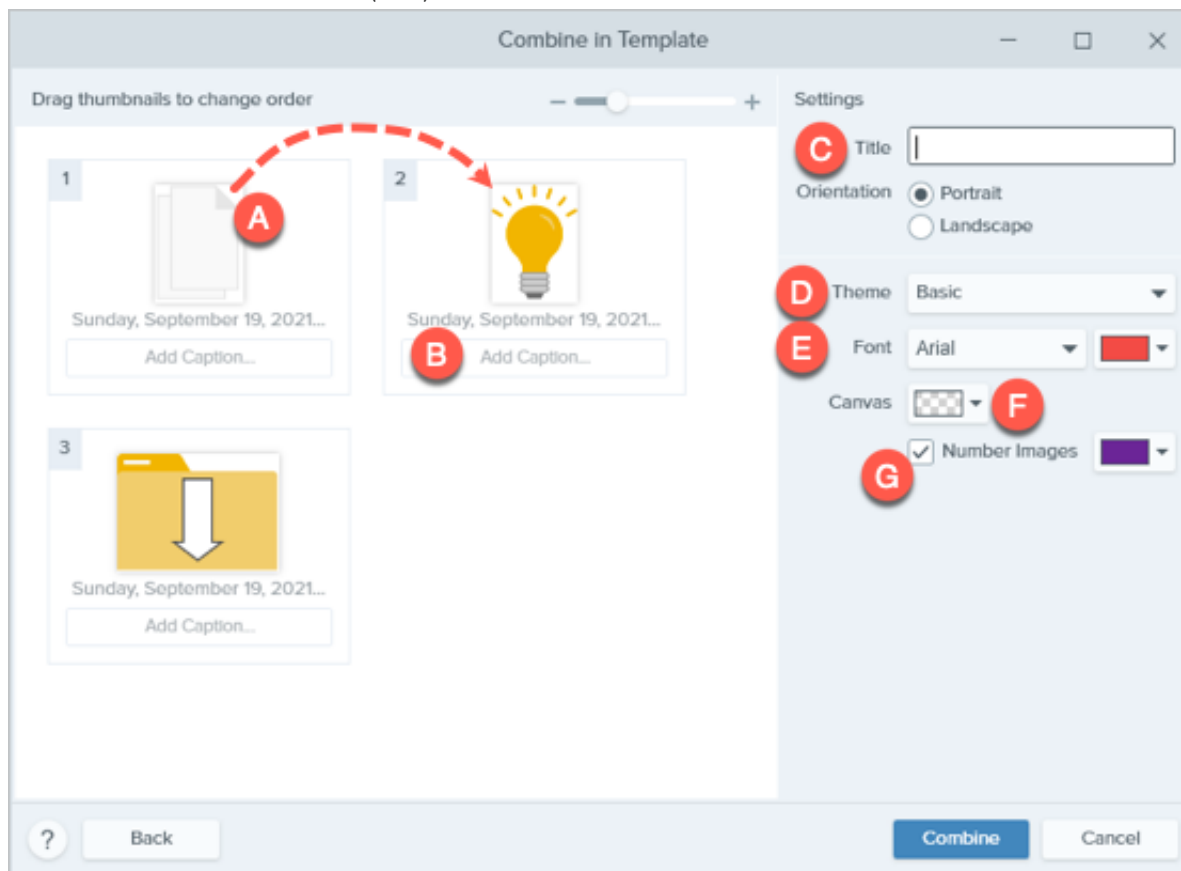 Combine in Template
Drag thumbnails to change order
1
A
Sunday, September 19, 2021...
Add Caption...
2
Sunday, September 19, 2021...
B Add Caption...
3
Sunday, September 19, 2021...
Add Caption...
Settings
C Title
Orientation Portrait
Landscape
D Theme Basic
E Font Arial
Canvas F
G Number Images
? Back Combine Cancel